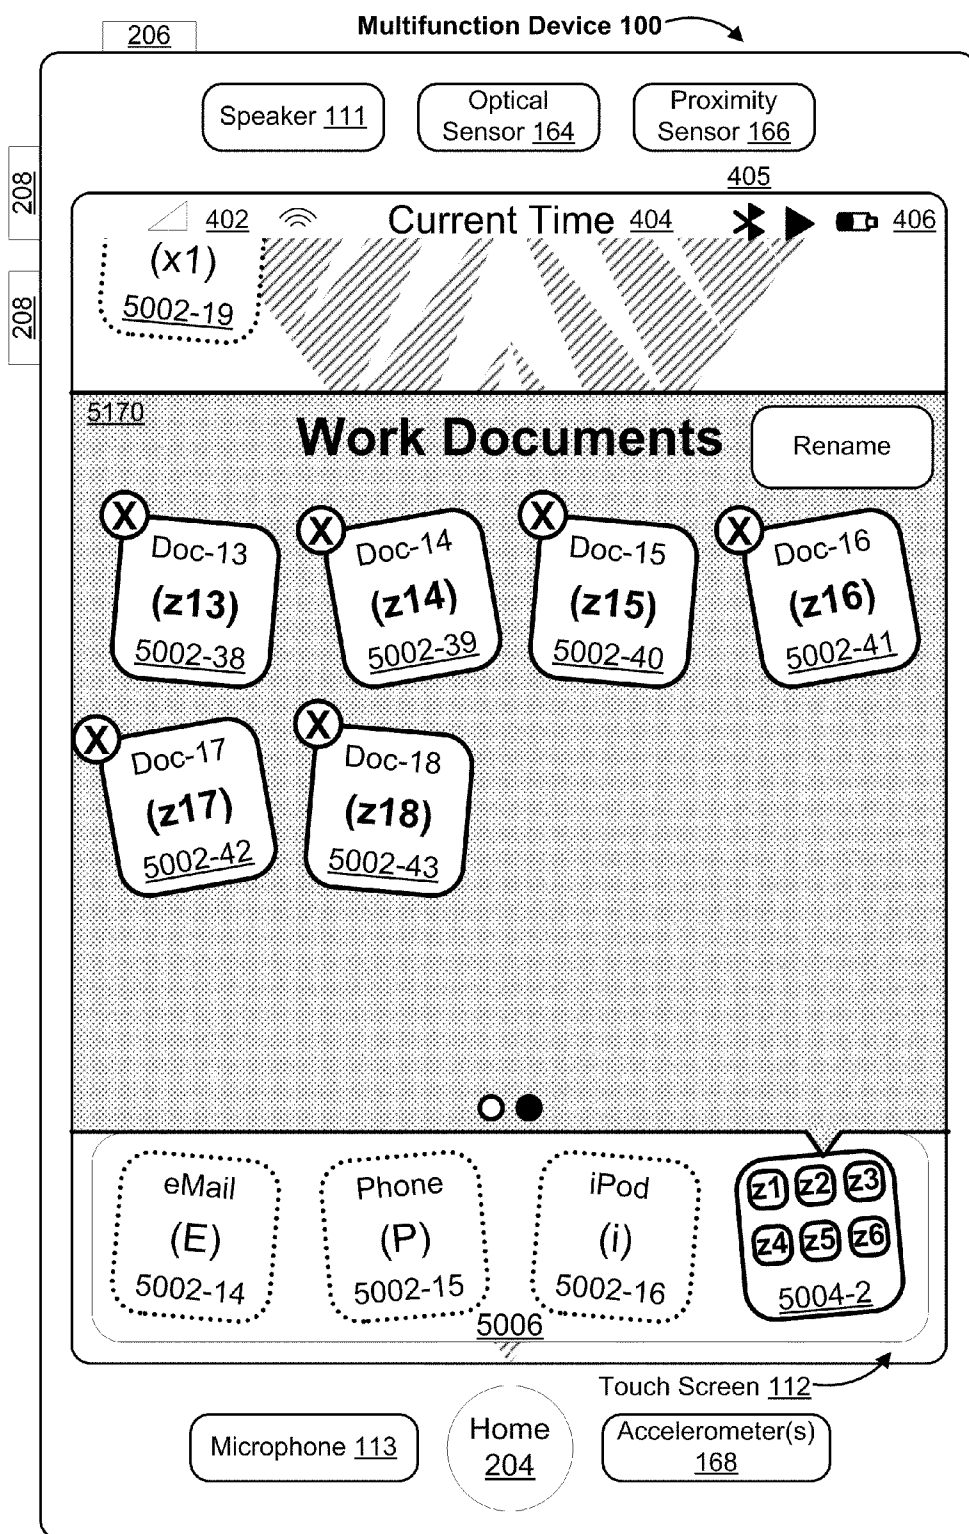 Multifunction Device 100
206
Speaker 111
Optical
Sensor 164
Proximity
Sensor 166
208
208
405
402
Current Time 404
406
(x1)
5002-19
5170
Work Documents
Rename
X
Doc-13
(z13)
5002-38
X
Doc-14
(z14)
5002-39
X
Doc-15
(z15)
5002-40
X
Doc-16
(z16)
5002-41
X
Doc-17
(z17)
5002-42
X
Doc-18
(z18)
5002-43
eMail
(E)
5002-14
Phone
(P)
5002-15
iPod
(i)
5002-16
z1 z2 z3
z4 z5 z6
5004-2
5006
Touch Screen 112
Microphone 113
Home
204
Accelerometer(s)
168